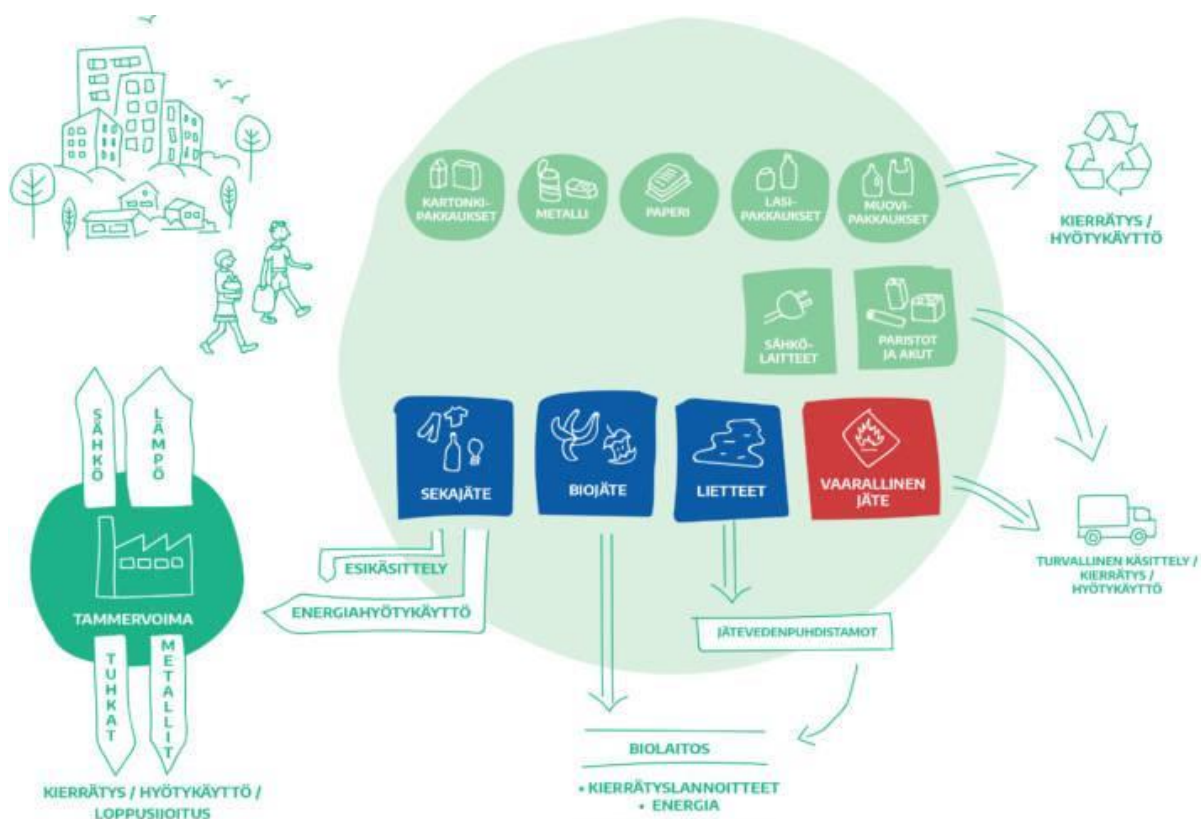 KARTONKI-
PAKKAUKSET
METALLI
PAPERI
LASI-
PAKKAUKSET
MUOVI-
PAKKAUKSET
KIERRÄTYS /
HYÖTYKÄYTTÖ
SÄHKÖ-
LAITTEET
PARISTOT
JA AKUT
SEKAJÄTE
BIOJÄTE
LIETTEET
VAARALLINEN
JÄTE
TURVALLINEN KÄSITTELY /
KIERRÄTYS /
HYÖTYKÄYTTÖ
SÄHKÖ
LÄMPÖ
TAMMERVOIMA
ESIKÄSITTELY
ENERGIAHYÖTYKÄYTTÖ
TUHKAT
METALLIT
KIERRÄTYS / HYÖTYKÄYTTÖ /
LOPPUSIJOITUS
JÄTEVEDENPUHDISTAMOT
BIOLAITOS
• KIERRÄTYSLANNOITTEET
• ENERGIA